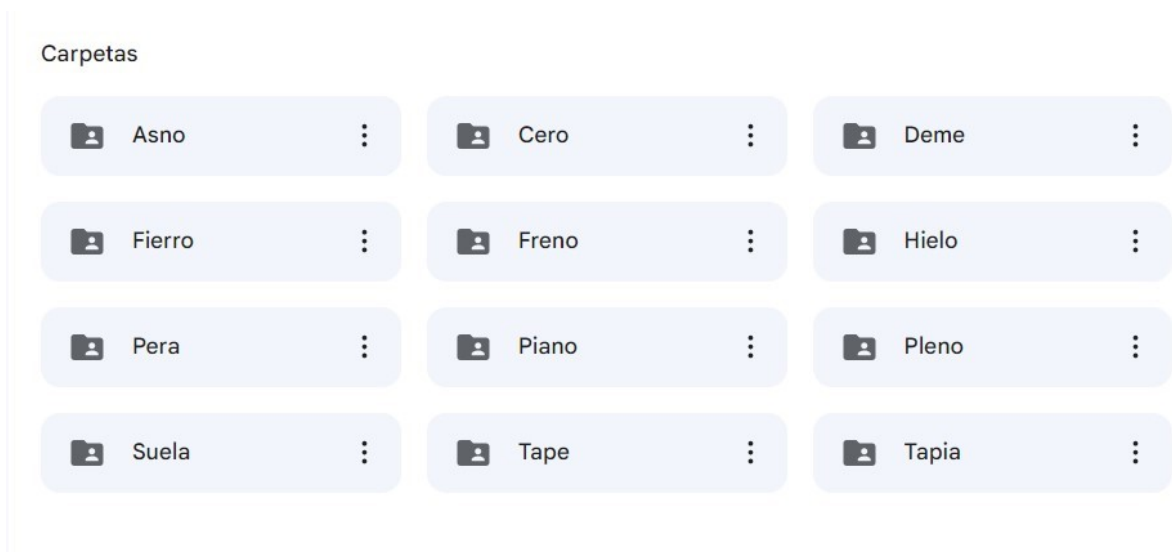 Carpetas
Asno Cero Deme
Fierro Freno Hielo
Pera Piano Pleno
Suela Tape Tapia